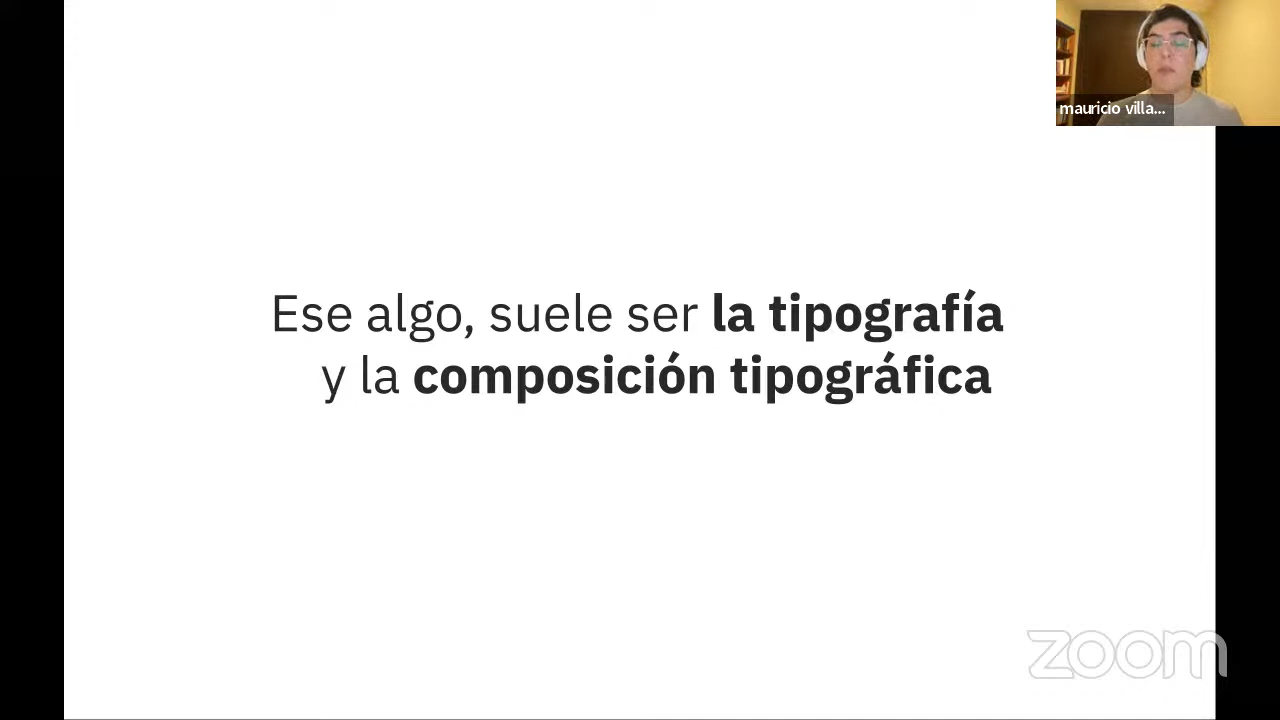 mauricio villa...
Ese algo, suele ser la tipografía
y la composición tipográfica
zoom